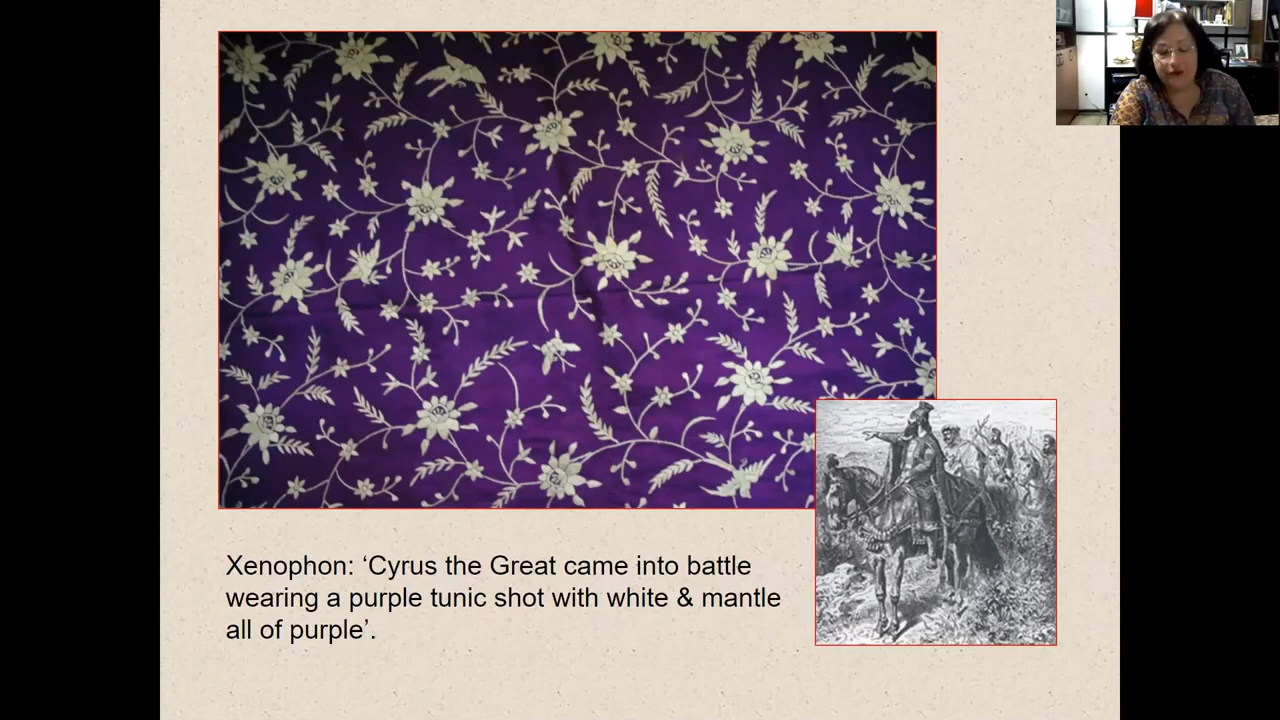 Xenophon: ‘Cyrus the Great came into battle
wearing a purple tunic shot with white & mantle
all of purple’.